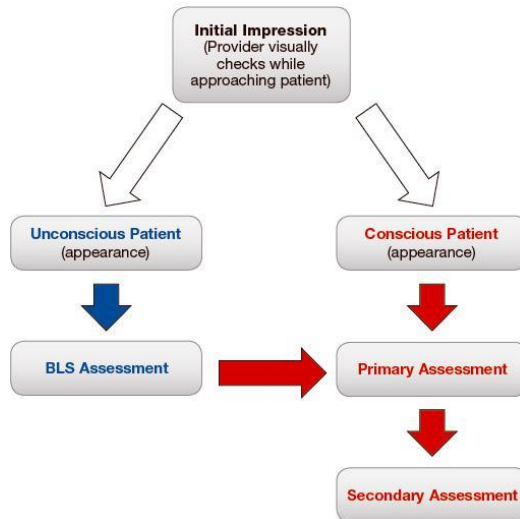 Initial Impression
(Provider visually
checks while
approaching patient)
Unconscious Patient
(appearance)
Conscious Patient
(appearance)
BLS Assessment
Primary Assessment
Secondary Assessment